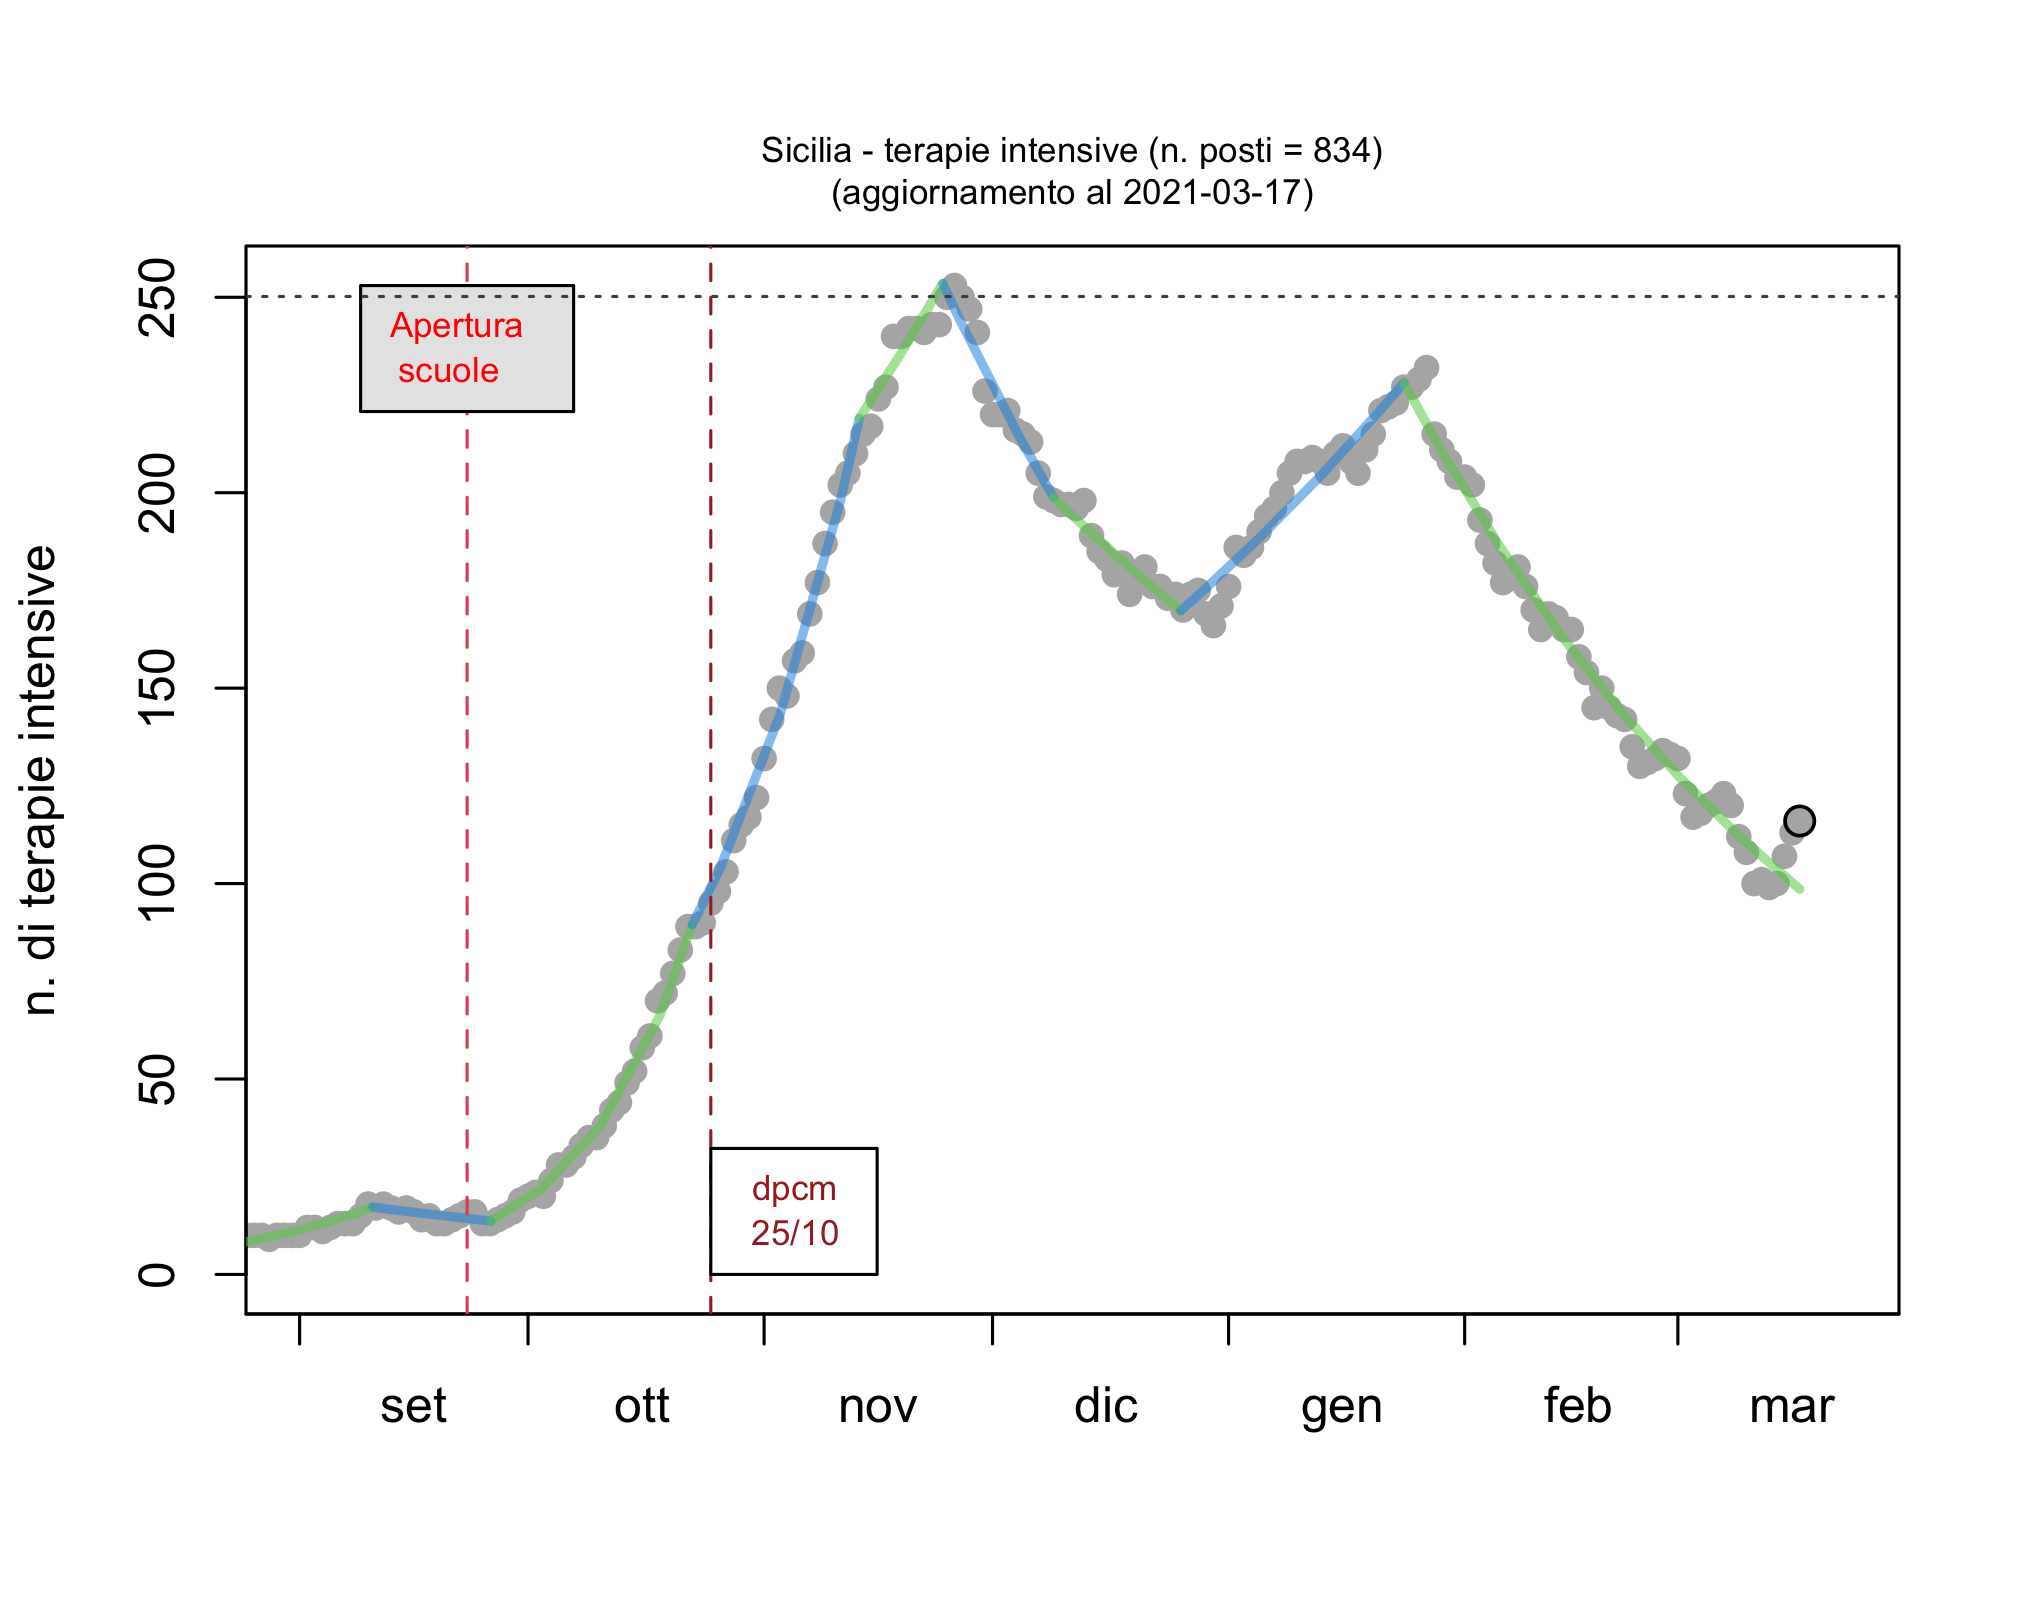 Sicilia - terapie intensive (n. posti = 834)
(aggiornamento al 2021-03-17)
n. di terapie intensive
250
200
150
100
50
0
Apertura
scuole
dpcm
25/10
set
ott
nov
dic
gen
feb
mar